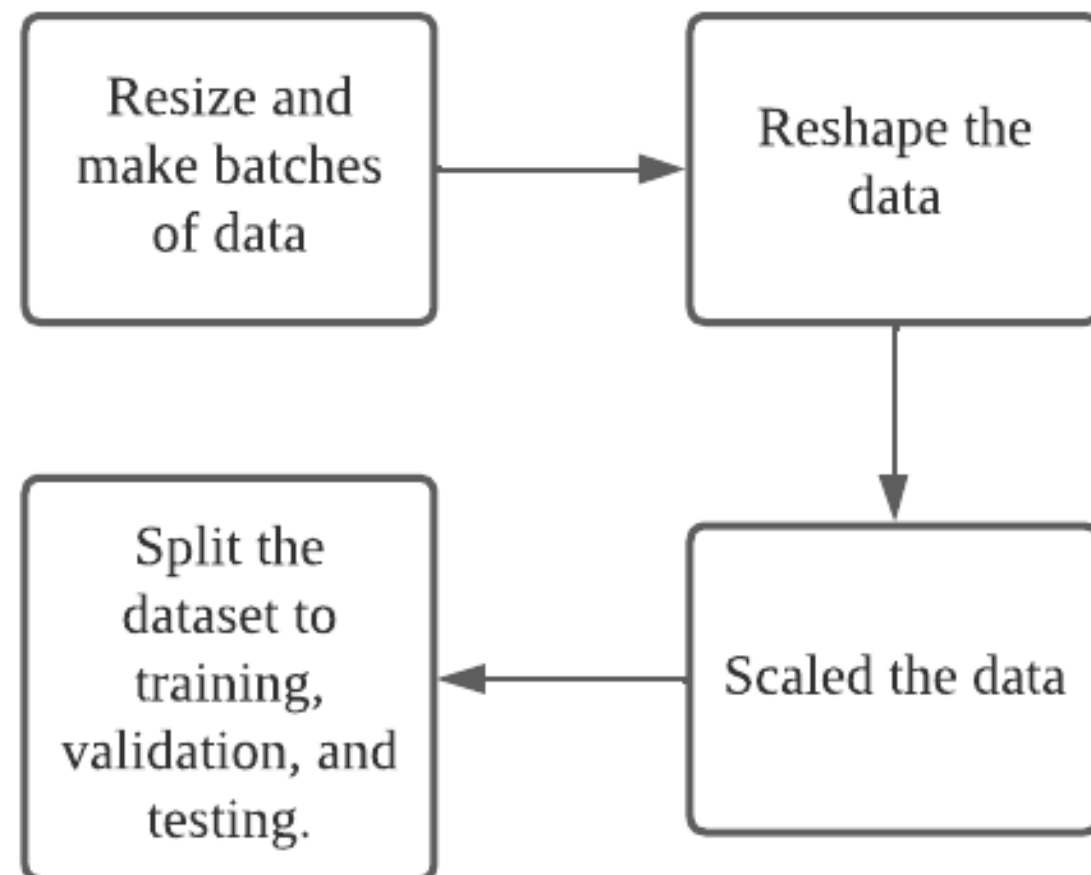 Resize and
make batches
of data
Reshape the
data
Scaled the data
Split the
dataset to
training,
validation, and
testing.